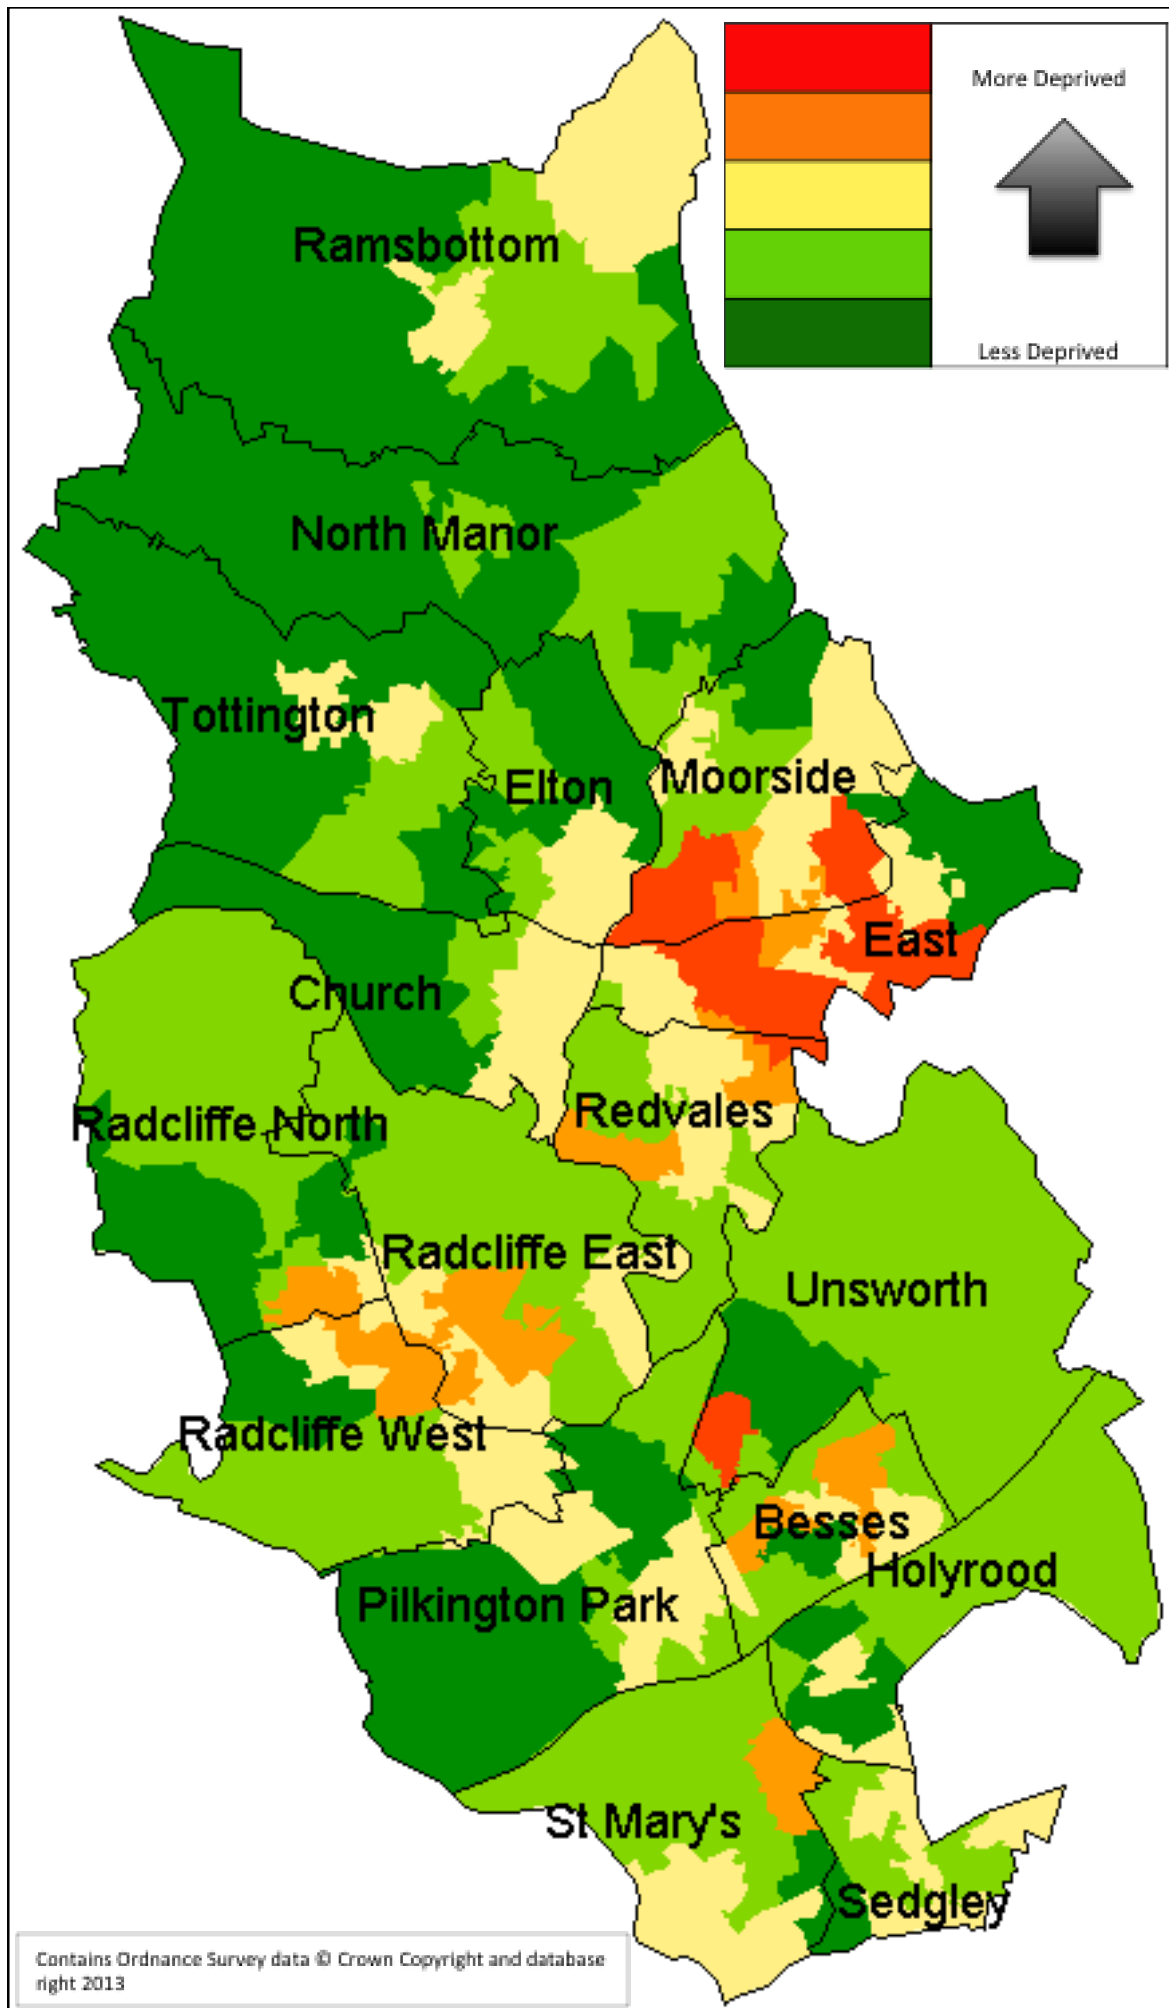 More Deprived
Less Deprived
Ramsbottom
North Manor
Tottington
Elton
Moorside
East
Church
Redvales
Radcliffe North
Radcliffe East
Unsworth
Radcliffe West
Besses
Holyrood
Pilkington Park
St Mary's
Sedgley
Contains Ordnance Survey data © Crown Copyright and database
right 2013